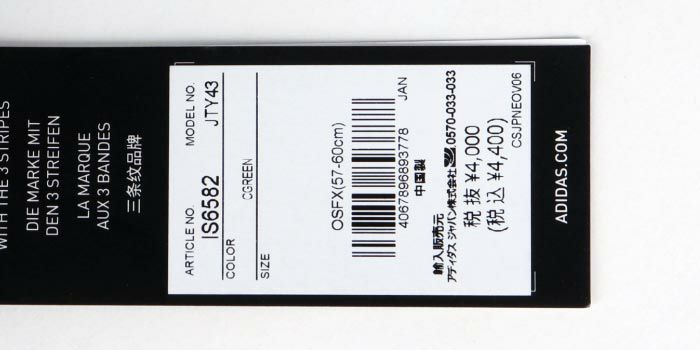 WITH THE 3 STRIPES
DIE MARKE MIT
DEN 3 STREIFEN
LA MARQUE
AUX 3 BANDES
三条纹品牌
ARTICLE NO. MODEL NO.
IS6582 JTY43
COLOR
CGREEN
SIZE
OSFX(57-60cm)
4067896893778 JAN
中国製
輸入販売元
アディダス ジャパン株式会社 0570-033-033
税 抜 ¥4,000
(税 込 ¥4,400)
CSJPNEOV06
ADIDAS.COM